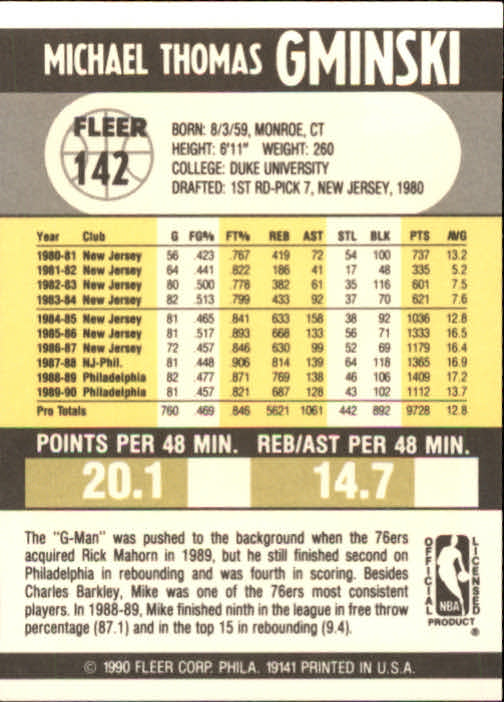 MICHAEL THOMAS GMINSKI
FLEER
142
BORN: 8/3/59, MONROE, CT
HEIGHT: 6'11" WEIGHT: 260
COLLEGE: DUKE UNIVERSITY
DRAFTED: 1ST RD-PICK 7, NEW JERSEY, 1980
Year Club G FG% FT% REB AST STL BLK PTS AVG
1980-81 New Jersey 56 .423 .767 419 72 54 100 737 13.2
1981-82 New Jersey 64 .441 .822 186 41 17 48 335 5.2
1982-83 New Jersey 80 .500 .778 382 61 35 116 601 7.5
1983-84 New Jersey 82 .513 .799 433 92 37 70 621 7.6
1984-85 New Jersey 81 .465 .841 633 158 38 92 1036 12.8
1985-86 New Jersey 81 .517 .893 668 133 56 71 1333 16.5
1986-87 New Jersey 72 .457 .846 630 99 52 69 1179 16.4
1987-88 NJ-Phil. 81 .448 .906 814 139 64 118 1365 16.9
1988-89 Philadelphia 82 .477 .871 769 138 46 106 1409 17.2
1989-90 Philadelphia 81 .457 .821 687 128 43 102 1112 13.7
Pro Totals 760 .469 .846 5621 1061 442 892 9728 12.8
POINTS PER 48 MIN. REB/AST PER 48 MIN.
20.1 14.7
The "G-Man" was pushed to the background when the 76ers
acquired Rick Mahorn in 1989, but he still finished second on
Philadelphia in rebounding and was fourth in scoring. Besides
Charles Barkley, Mike was one of the 76ers most consistent
players. In 1988-89, Mike finished ninth in the league in free throw
percentage (87.1) and in the top 15 in rebounding (9.4).
OFFICIAL LICENSED
NBA
PRODUCT
®
© 1990 FLEER CORP. PHILA. 19141 PRINTED IN U.S.A.